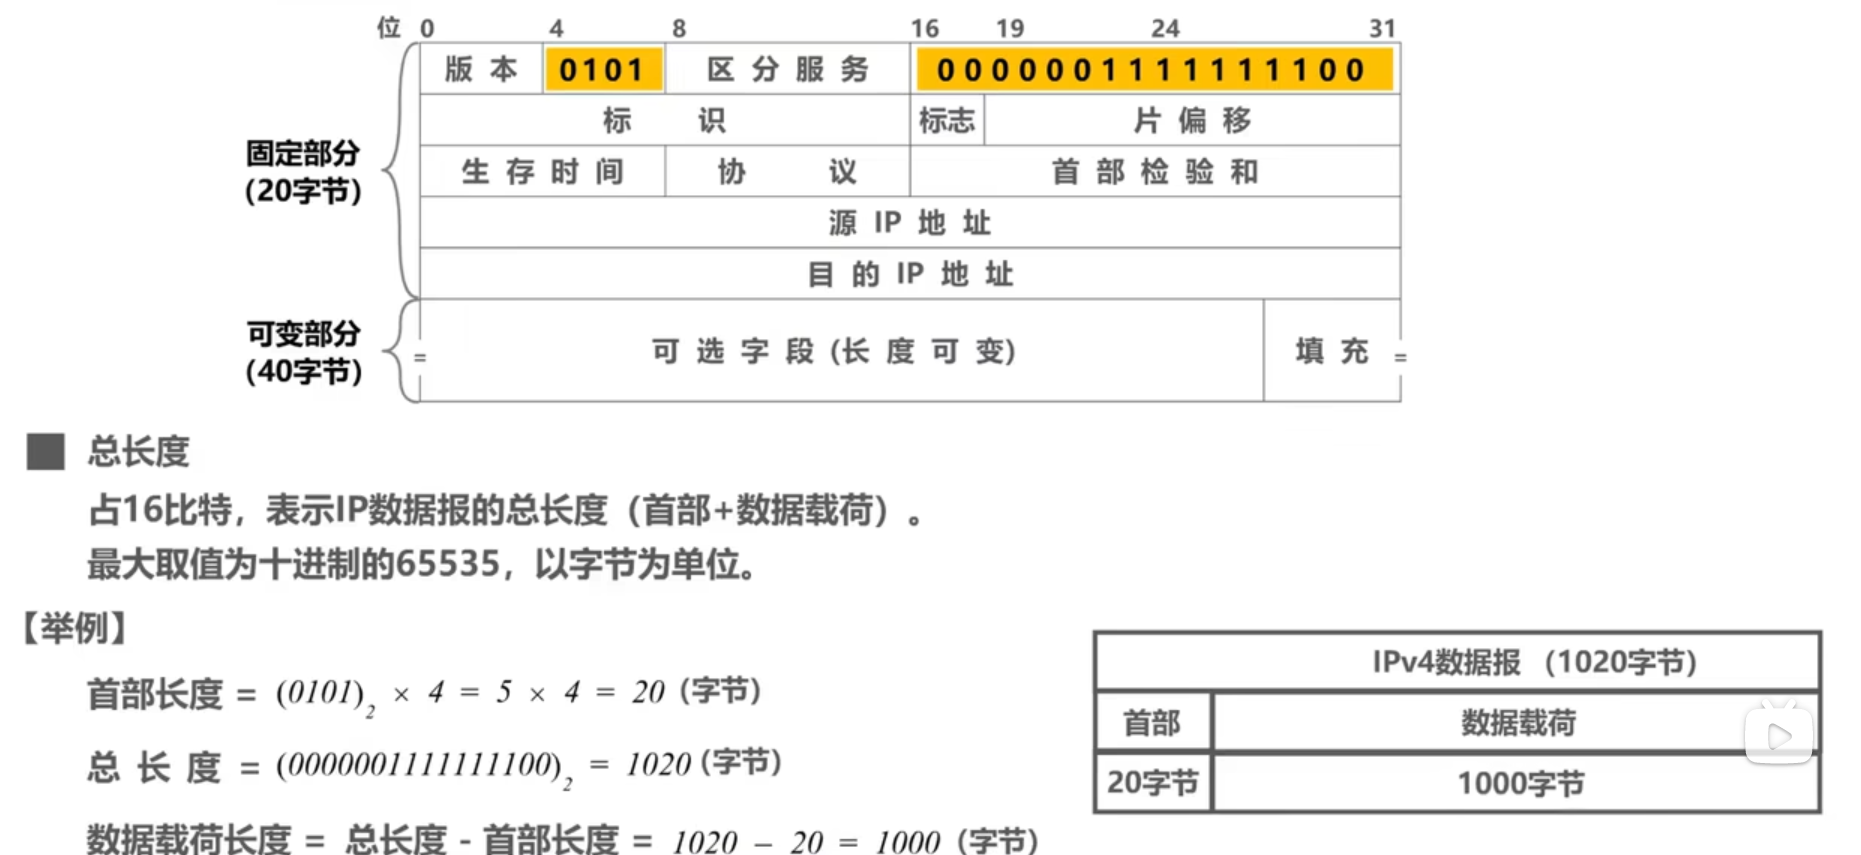 位 0 4 8 16 19 24 31
版本 0101 区分服务 0000001111111100
标识 标志 片偏移
固定部分
(20字节)
生存时间 协议 首部检验和
源IP地址
目的IP地址
可变部分
(40字节)
= 可选字段(长度可变) 填充 =
■ 总长度
占16比特，表示IP数据报的总长度（首部+数据载荷）。
最大取值为十进制的65535，以字节为单位。
【举例】
首部长度 = (0101)₂ × 4 = 5 × 4 = 20 (字节)
总长度 = (0000001111111100)₂ = 1020 (字节)
数据载荷长度 = 总长度 - 首部长度 = 1020 − 20 = 1000 (字节)
IPv4数据报 （1020字节）
首部 数据载荷
20字节 1000字节